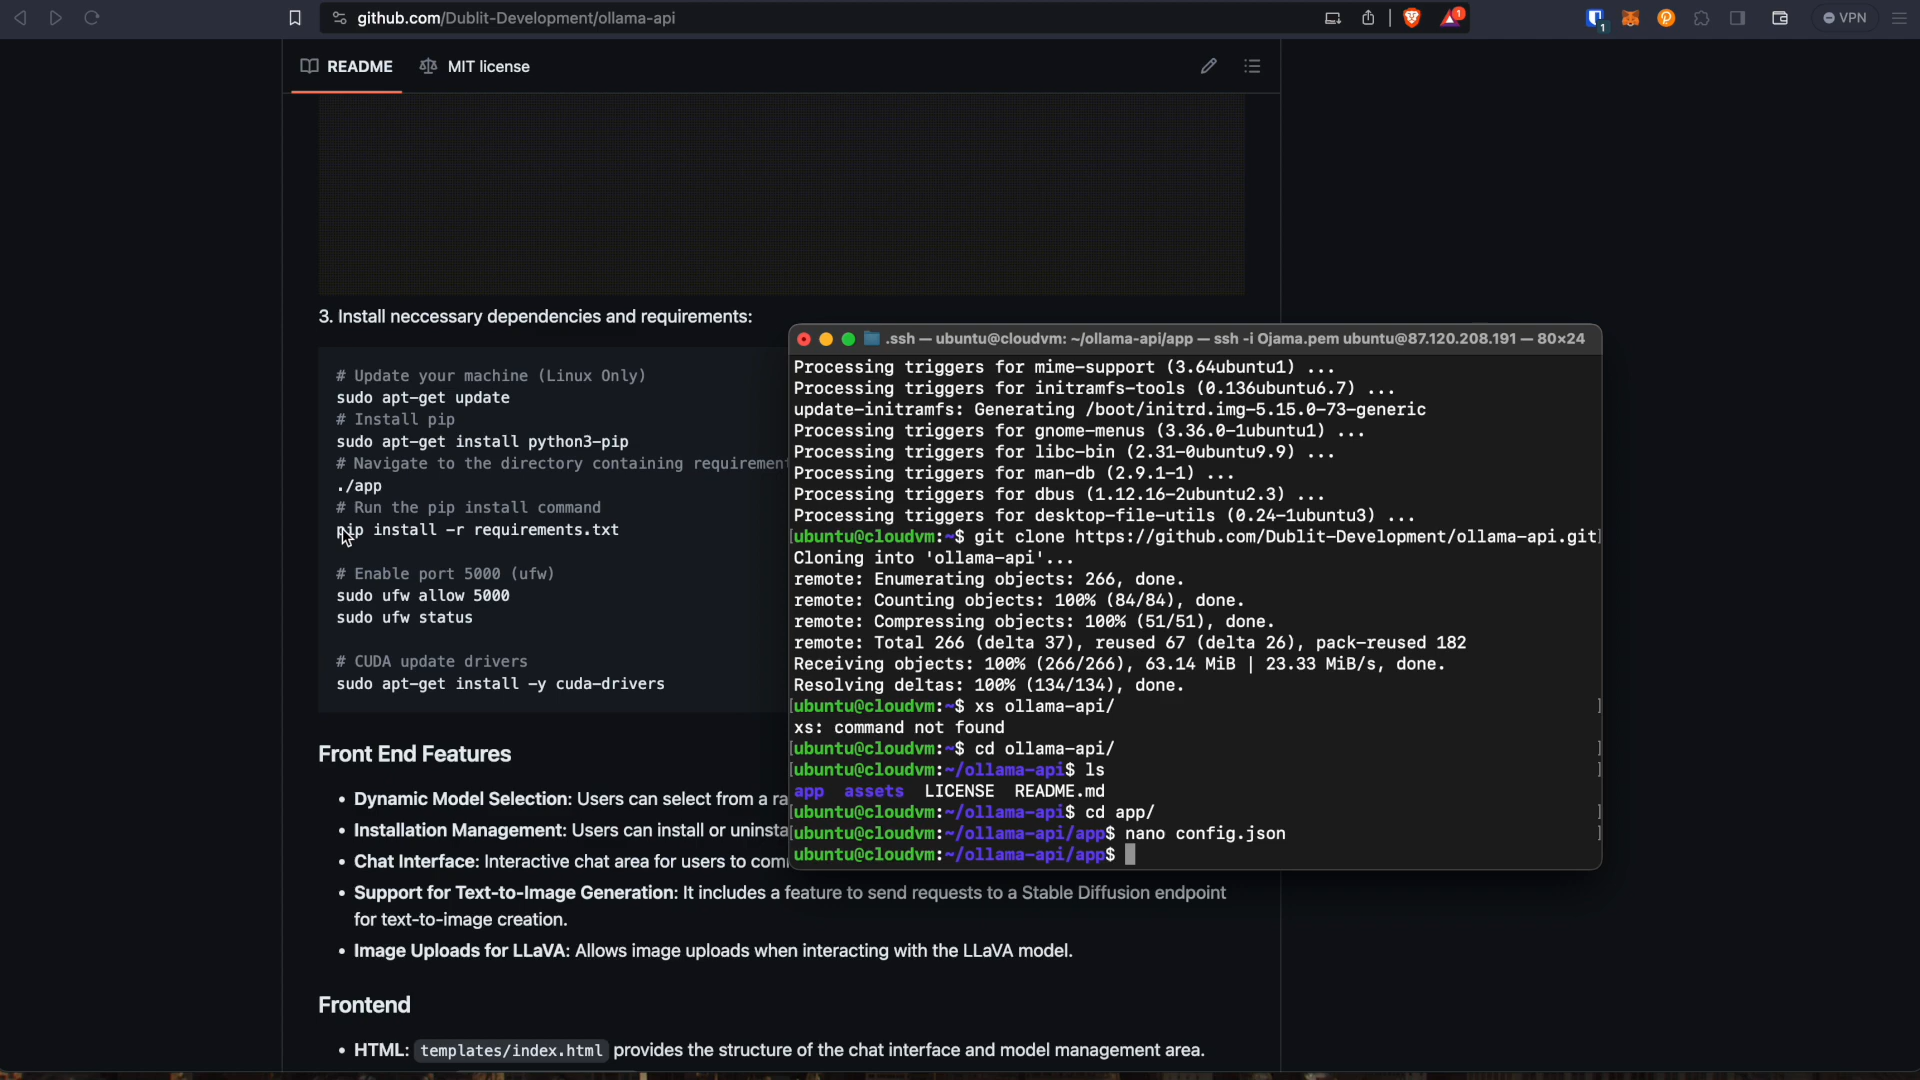 github.com/Dublit-Development/ollama-api
1
1
VPN
README
MIT license
3. Install neccessary dependencies and requirements:
# Update your machine (Linux Only)
sudo apt-get update
# Install pip
sudo apt-get install python3-pip
# Navigate to the directory containing requirement
./app
# Run the pip install command
pip install -r requirements.txt
# Enable port 5000 (ufw)
sudo ufw allow 5000
sudo ufw status
# CUDA update drivers
sudo apt-get install -y cuda-drivers
Front End Features
• Dynamic Model Selection: Users can select from a ra
• Installation Management: Users can install or uninsta
• Chat Interface: Interactive chat area for users to com
• Support for Text-to-Image Generation: It includes a feature to send requests to a Stable Diffusion endpoint
for text-to-image creation.
• Image Uploads for LLaVA: Allows image uploads when interacting with the LLaVA model.
Frontend
• HTML: templates/index.html provides the structure of the chat interface and model management area.
.ssh — ubuntu@cloudvm: ~/ollama-api/app — ssh -i Ojama.pem ubuntu@87.120.208.191 — 80×24
Processing triggers for mime-support (3.64ubuntu1) ...
Processing triggers for initramfs-tools (0.136ubuntu6.7) ...
update-initramfs: Generating /boot/initrd.img-5.15.0-73-generic
Processing triggers for gnome-menus (3.36.0-1ubuntu1) ...
Processing triggers for libc-bin (2.31-0ubuntu9.9) ...
Processing triggers for man-db (2.9.1-1) ...
Processing triggers for dbus (1.12.16-2ubuntu2.3) ...
Processing triggers for desktop-file-utils (0.24-1ubuntu3) ...
[ubuntu@cloudvm:~$ git clone https://github.com/Dublit-Development/ollama-api.git]
Cloning into 'ollama-api'...
remote: Enumerating objects: 266, done.
remote: Counting objects: 100% (84/84), done.
remote: Compressing objects: 100% (51/51), done.
remote: Total 266 (delta 37), reused 67 (delta 26), pack-reused 182
Receiving objects: 100% (266/266), 63.14 MiB | 23.33 MiB/s, done.
Resolving deltas: 100% (134/134), done.
[ubuntu@cloudvm:~$ xs ollama-api/ ]
xs: command not found
[ubuntu@cloudvm:~$ cd ollama-api/ ]
[ubuntu@cloudvm:~/ollama-api$ ls ]
app assets LICENSE README.md
[ubuntu@cloudvm:~/ollama-api$ cd app/ ]
[ubuntu@cloudvm:~/ollama-api/app$ nano config.json ]
ubuntu@cloudvm:~/ollama-api/app$